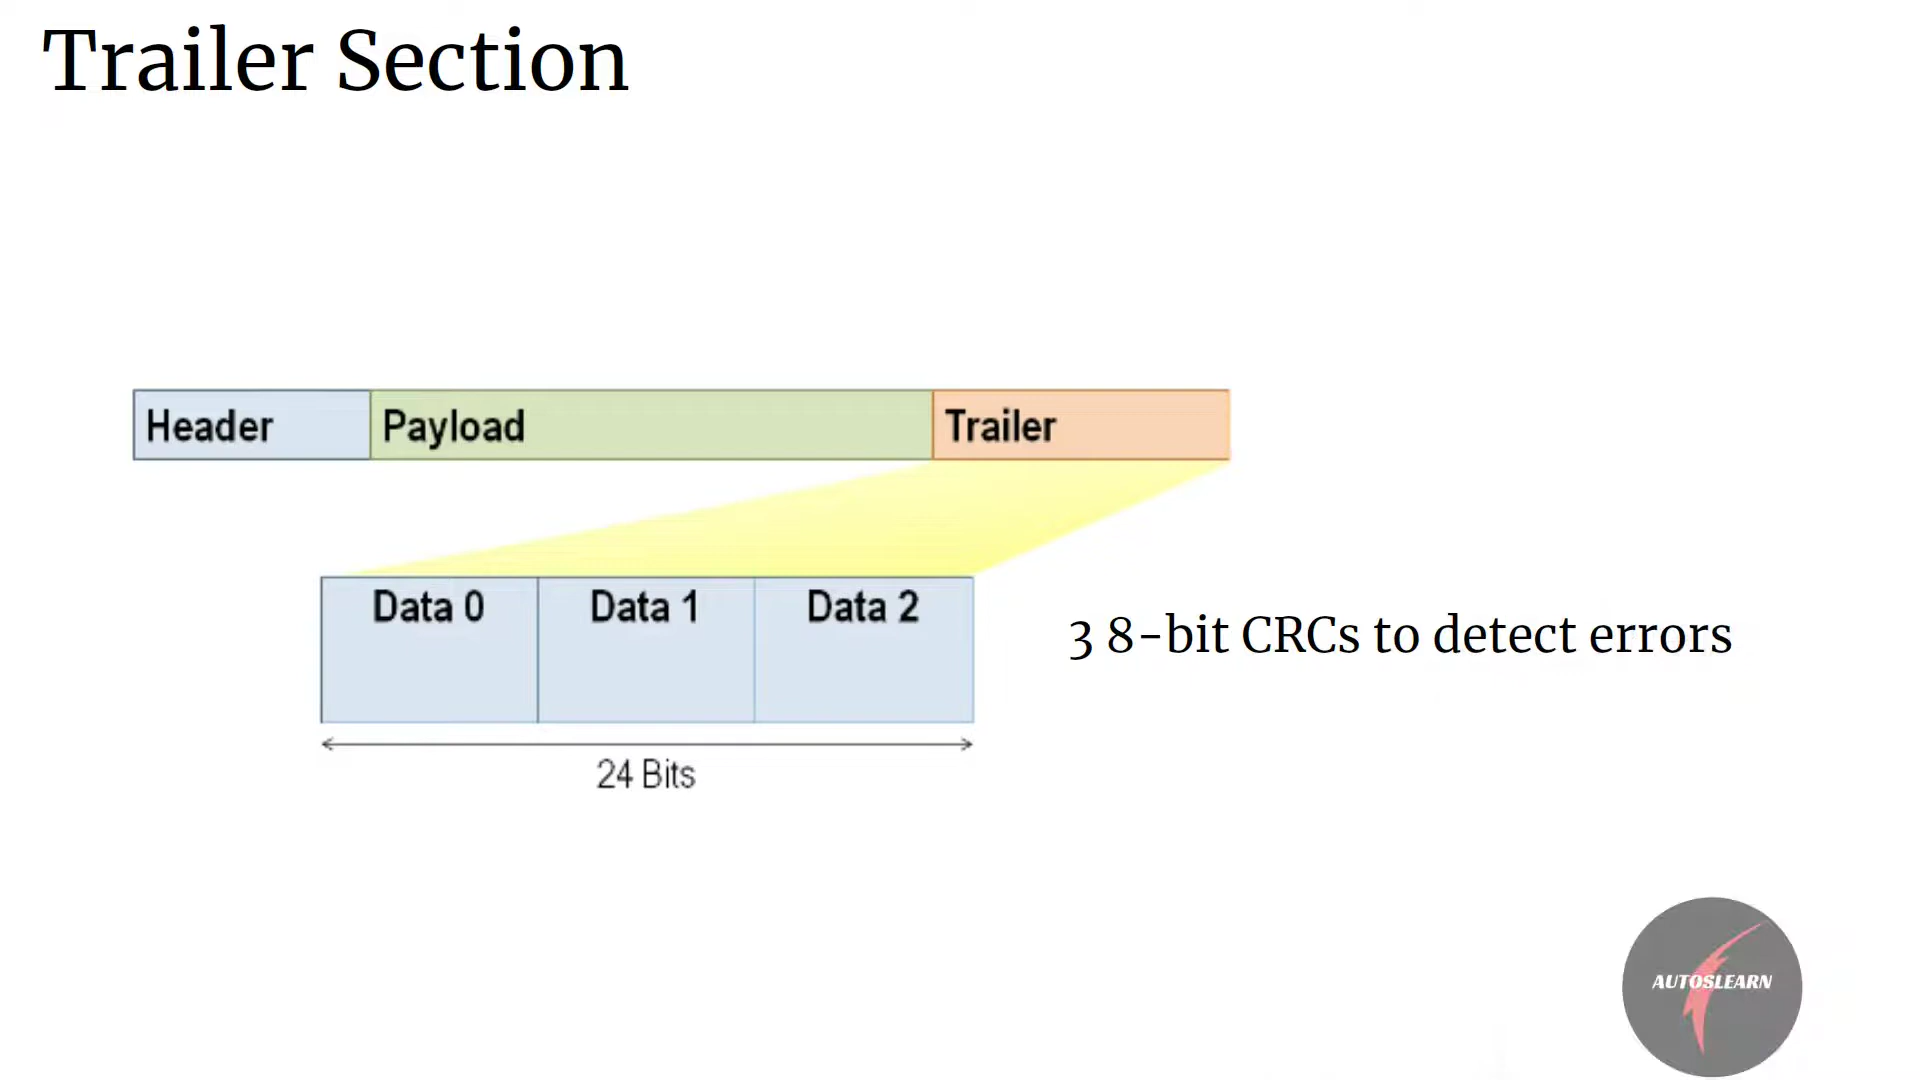 Trailer Section
Header Payload Trailer
Data 0 Data 1 Data 2
3 8-bit CRCs to detect errors
24 Bits
AUTOSLEARN